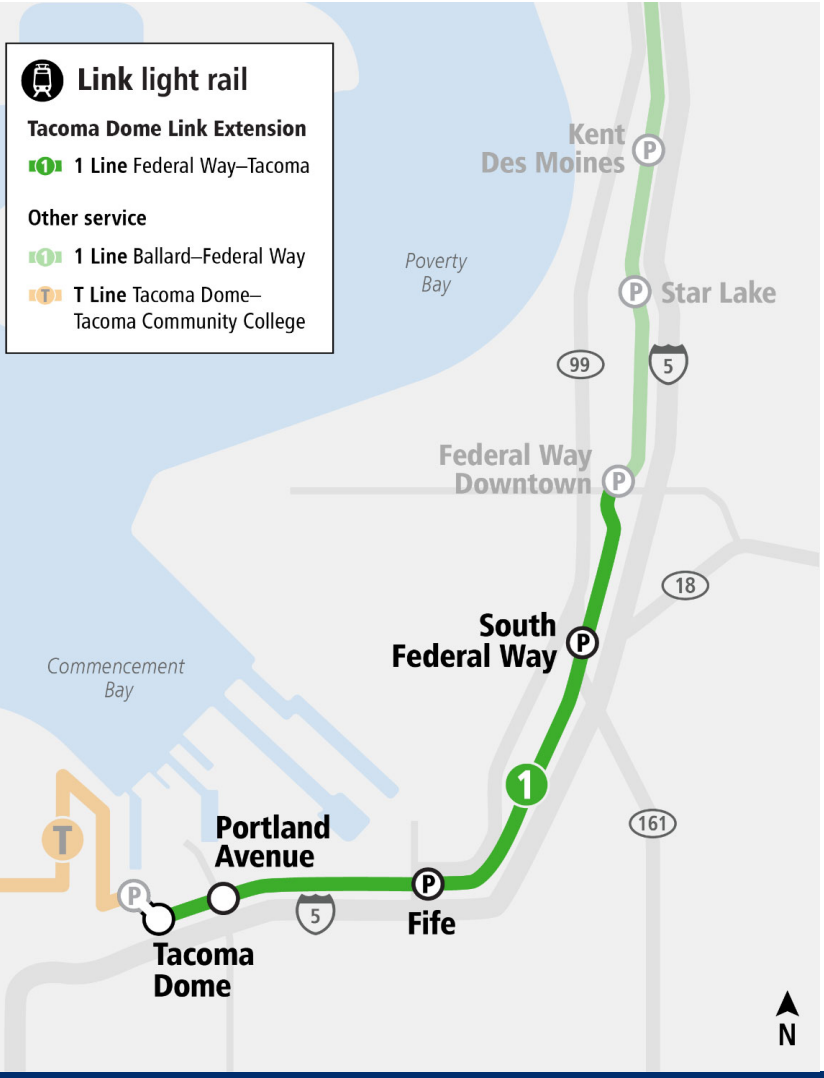 Link light rail
Tacoma Dome Link Extension
1 1 Line Federal Way–Tacoma
Other service
1 1 Line Ballard–Federal Way
T T Line Tacoma Dome–
Tacoma Community College
Kent
Des Moines
P
Poverty
Bay
P
Star Lake
99
5
Federal Way
Downtown
P
18
South
Federal Way
P
Commencement
Bay
1
T
161
Portland
Avenue
P
P
5
Fife
Tacoma
Dome
N